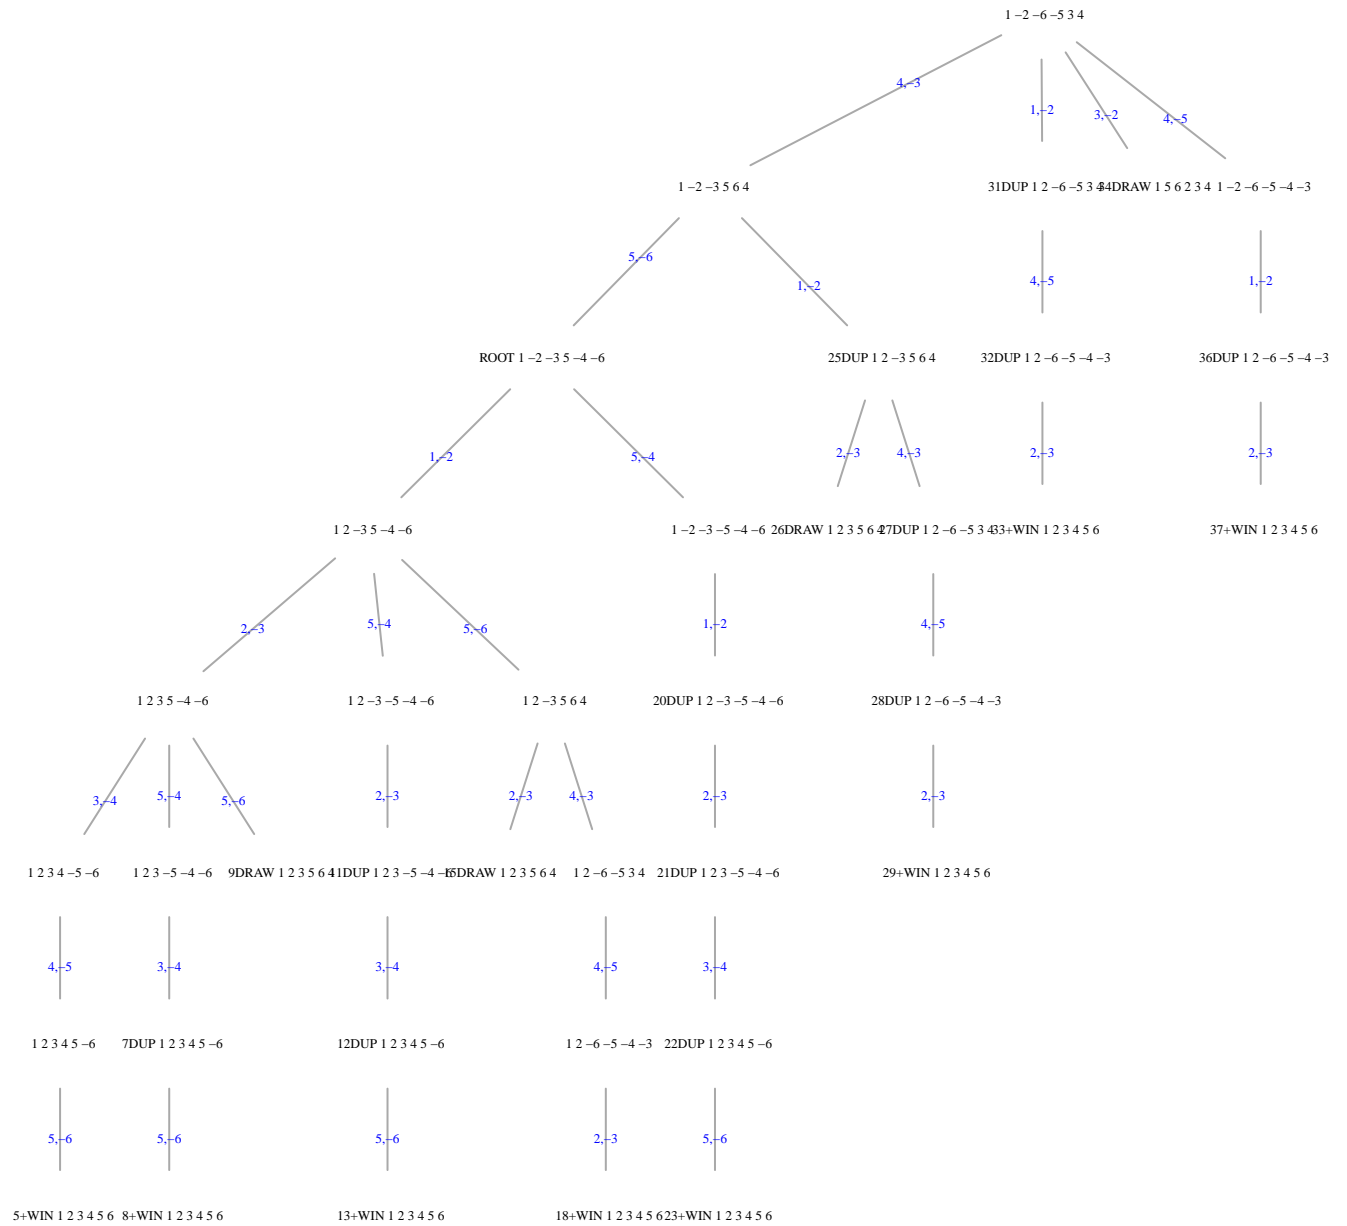 1 −2 −6 −5 3 4
4,−3
1,−2
3,−2
4,−5
1 −2 −3 5 6 4
31DUP 1 2 −6 −5 3 4
34DRAW 1 5 6 2 3 4
1 −2 −6 −5 −4 −3
5,−6
1,−2
4,−5
1,−2
ROOT 1 −2 −3 5 −4 −6
25DUP 1 2 −3 5 6 4
32DUP 1 2 −6 −5 −4 −3
36DUP 1 2 −6 −5 −4 −3
1,−2
5,−4
2,−3
4,−3
2,−3
2,−3
1 2 −3 5 −4 −6
1 −2 −3 −5 −4 −6
26DRAW 1 2 3 5 6 4
27DUP 1 2 −6 −5 3 4
33+WIN 1 2 3 4 5 6
37+WIN 1 2 3 4 5 6
2,−3
5,−4
5,−6
1,−2
4,−5
1 2 3 5 −4 −6
1 2 −3 −5 −4 −6
1 2 −3 5 6 4
20DUP 1 2 −3 −5 −4 −6
28DUP 1 2 −6 −5 −4 −3
3,−4
5,−4
5,−6
2,−3
2,−3
4,−3
2,−3
2,−3
1 2 3 4 −5 −6
1 2 3 −5 −4 −6
9DRAW 1 2 3 5 6 4
11DUP 1 2 3 −5 −4 −6
15DRAW 1 2 3 5 6 4
1 2 −6 −5 3 4
21DUP 1 2 3 −5 −4 −6
29+WIN 1 2 3 4 5 6
4,−5
3,−4
3,−4
4,−5
3,−4
1 2 3 4 5 −6
7DUP 1 2 3 4 5 −6
12DUP 1 2 3 4 5 −6
1 2 −6 −5 −4 −3
22DUP 1 2 3 4 5 −6
5,−6
5,−6
5,−6
2,−3
5,−6
5+WIN 1 2 3 4 5 6
8+WIN 1 2 3 4 5 6
13+WIN 1 2 3 4 5 6
18+WIN 1 2 3 4 5 6
23+WIN 1 2 3 4 5 6